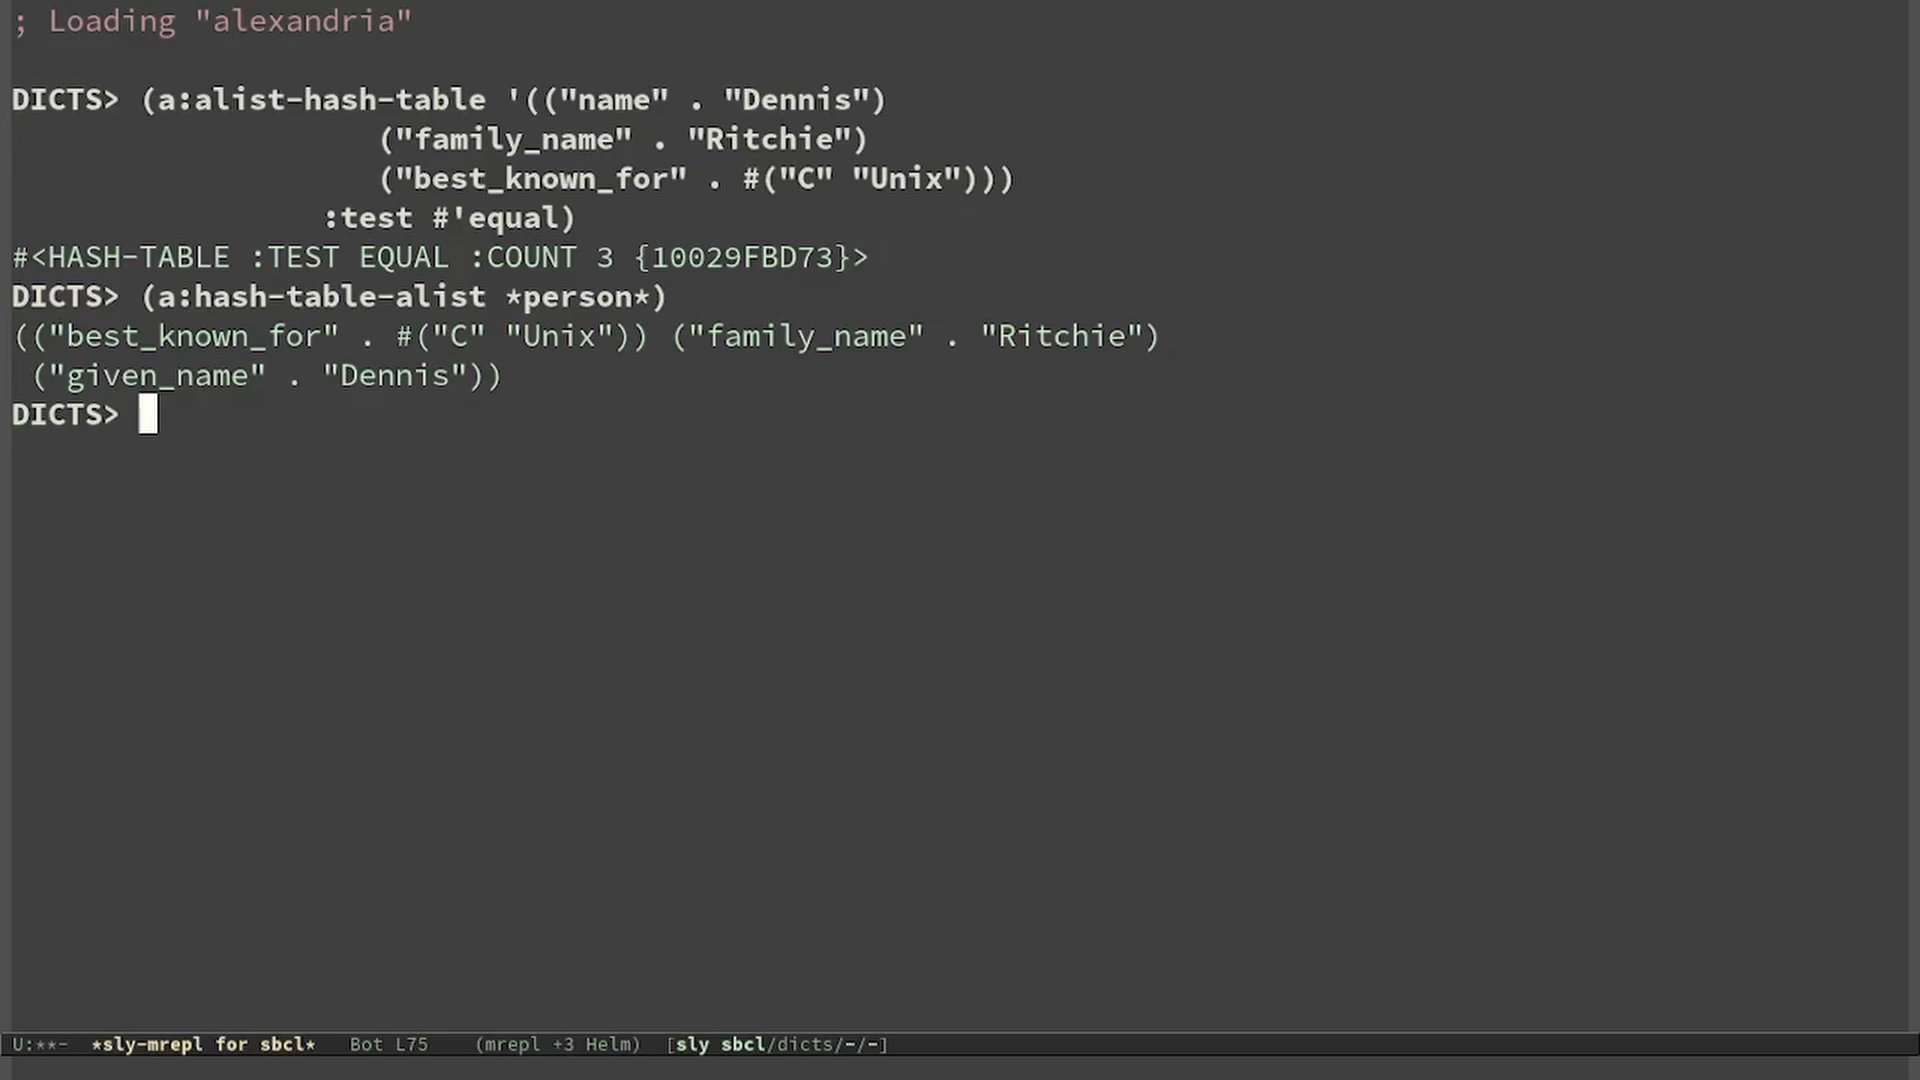 ; Loading "alexandria"
DICTS> (a:alist-hash-table '(("name" . "Dennis")
("family_name" . "Ritchie")
("best_known_for" . #("C" "Unix")))
:test #'equal)
#<HASH-TABLE :TEST EQUAL :COUNT 3 {10029FBD73}>
DICTS> (a:hash-table-alist *person*)
(("best_known_for" . #("C" "Unix")) ("family_name" . "Ritchie")
("given_name" . "Dennis"))
DICTS>
U:**- *sly-mrepl for sbcl* Bot L75 (mrepl +3 Helm) [sly sbcl/dicts/-/-]